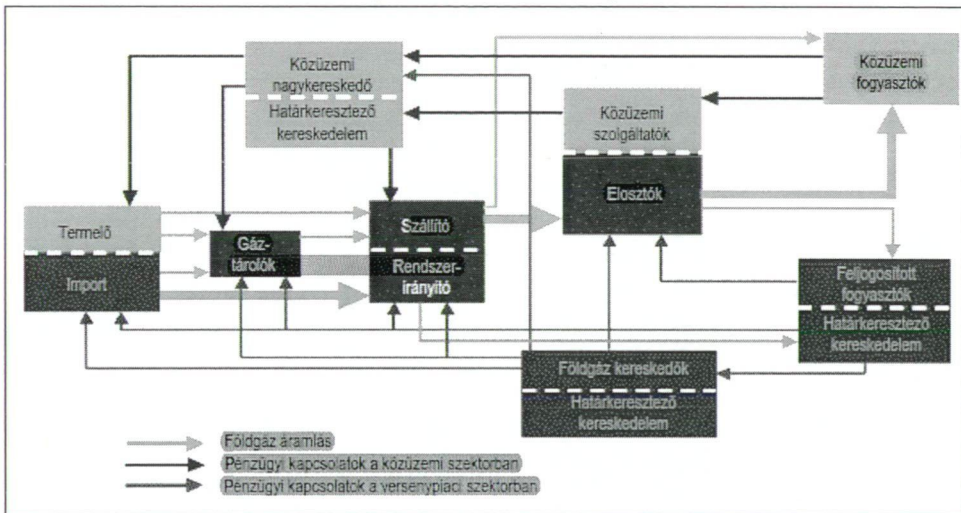 Közüzemi
nagykereskedő
Határkeresztező
kereskedelem
Közüzemi
fogyasztók
Közüzemi
szolgáltatók
Elosztók
Termelő
Import
Gáz-
tárolók
Szállító
Rendszer-
irányító
Feljogosított
fogyasztók
Határkeresztező
kereskedelem
Földgáz kereskedők
Határkeresztező
kereskedelem
Földgáz áramlás
Pénzügyi kapcsolatok a közüzemi szektorban
Pénzügyi kapcsolatok a versenypiaci szektorban